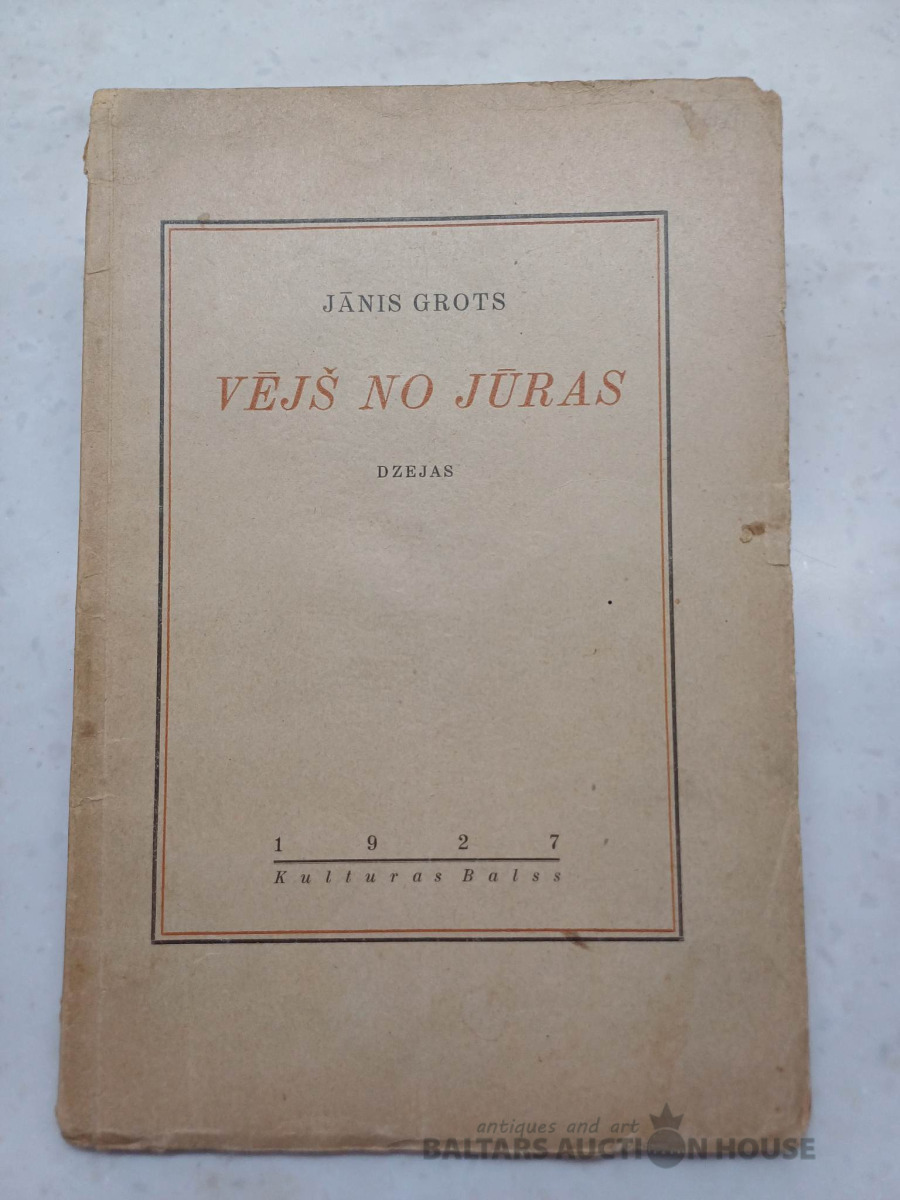 JĀNIS GROTS
VĒJŠ NO JŪRAS
DZEJAS
1 9 2 7
Kulturas Balss
antiques and art
BALTARS AUCTION HOUSE